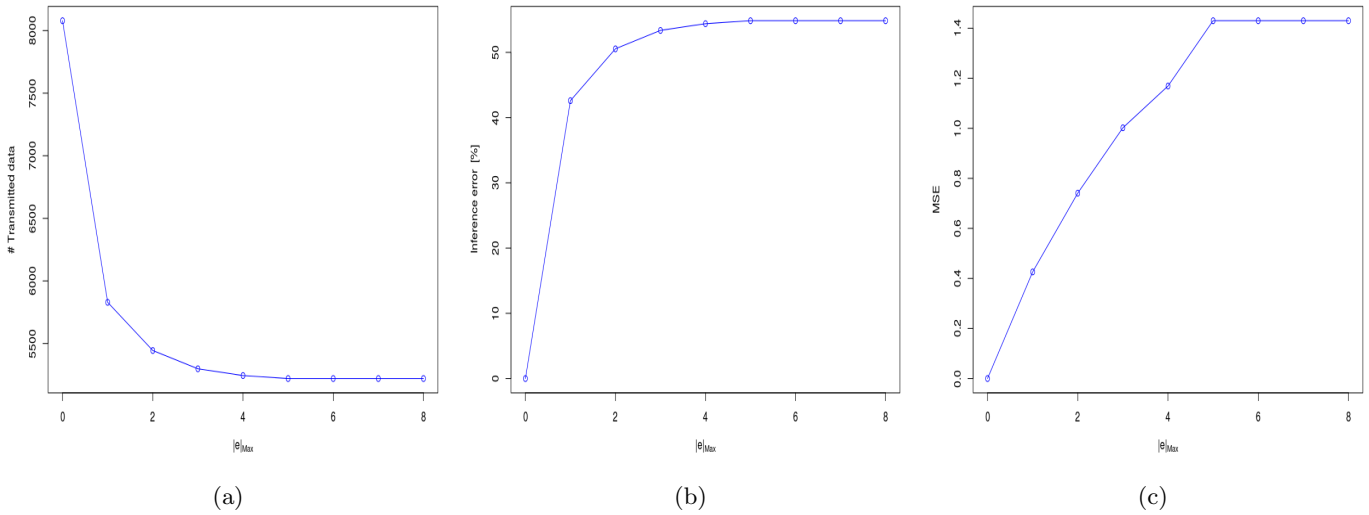 # Transmitted data
8000
7500
7000
6500
6000
5500
0 2 4 6 8
|e|Max
(a)
Inference error [%]
50
40
30
20
10
0
0 2 4 6 8
|e|Max
(b)
MSE
1.4
1.2
1.0
0.8
0.6
0.4
0.2
0.0
0 2 4 6 8
|e|Max
(c)